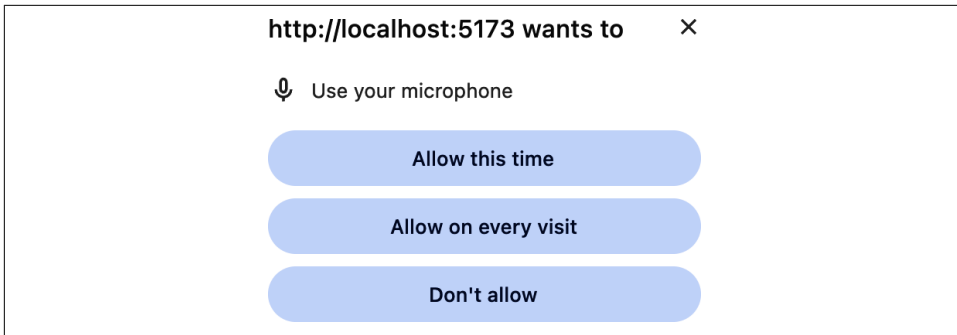 http://localhost:5173 wants to
Use your microphone
Allow this time
Allow on every visit
Don't allow